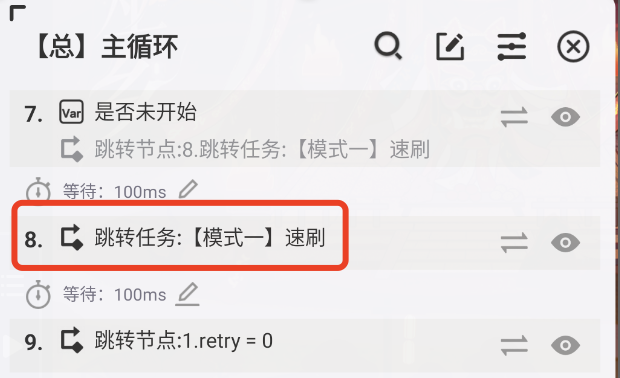 【总】主循环
7. Var 是否未开始
跳转节点:8.跳转任务:【模式一】速刷
等待：100ms
8. 跳转任务:【模式一】速刷
等待：100ms
9. 跳转节点:1.retry = 0